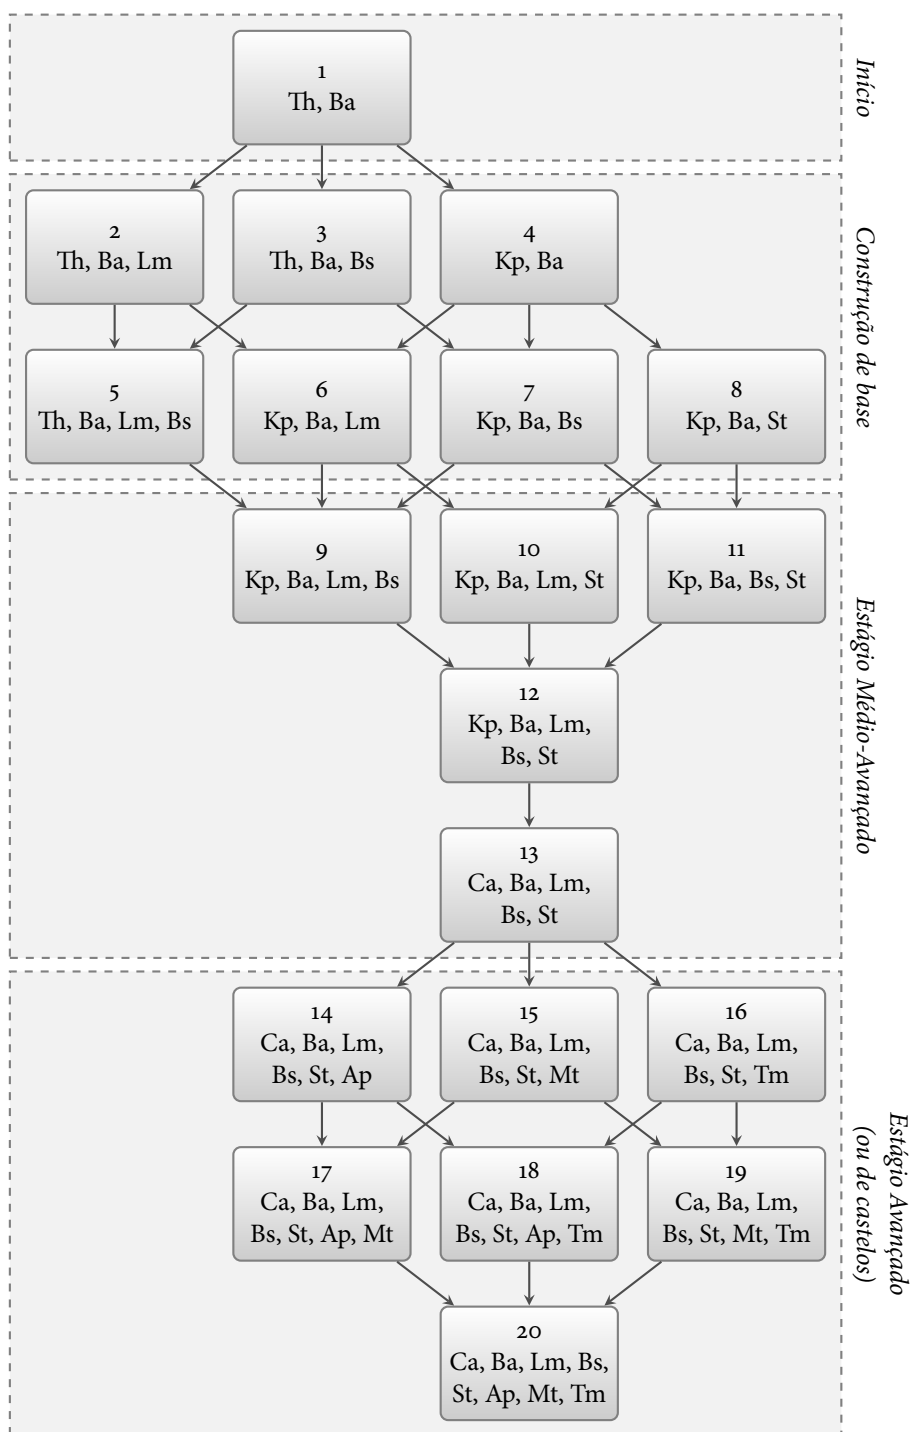 1
Th, Ba
Início
2
Th, Ba, Lm
3
Th, Ba, Bs
4
Kp, Ba
5
Th, Ba, Lm, Bs
6
Kp, Ba, Lm
7
Kp, Ba, Bs
8
Kp, Ba, St
Construção de base
9
Kp, Ba, Lm, Bs
10
Kp, Ba, Lm, St
11
Kp, Ba, Bs, St
12
Kp, Ba, Lm,
Bs, St
13
Ca, Ba, Lm,
Bs, St
Estágio Médio-Avançado
14
Ca, Ba, Lm,
Bs, St, Ap
15
Ca, Ba, Lm,
Bs, St, Mt
16
Ca, Ba, Lm,
Bs, St, Tm
17
Ca, Ba, Lm,
Bs, St, Ap, Mt
18
Ca, Ba, Lm,
Bs, St, Ap, Tm
19
Ca, Ba, Lm,
Bs, St, Mt, Tm
20
Ca, Ba, Lm, Bs,
St, Ap, Mt, Tm
Estágio Avançado
(ou de castelos)